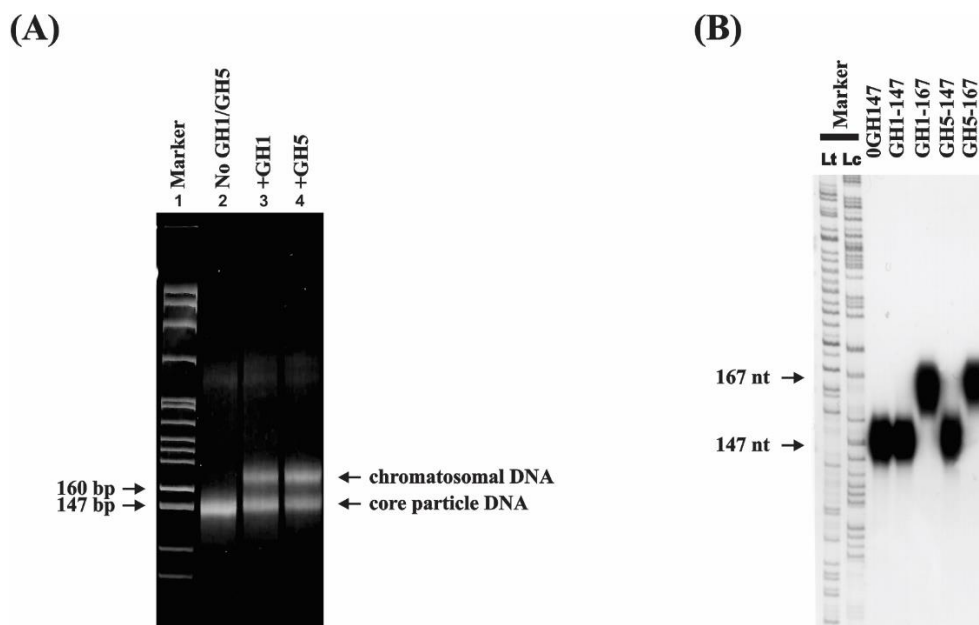 (A)
Marker
No GH1/GH5
+GH1
+GH5
1 2 3 4
160 bp →
147 bp →
← chromatosomal DNA
← core particle DNA
(B)
Marker
Lt Lc
0GH147
GH1-147
GH1-167
GH5-147
GH5-167
167 nt →
147 nt →